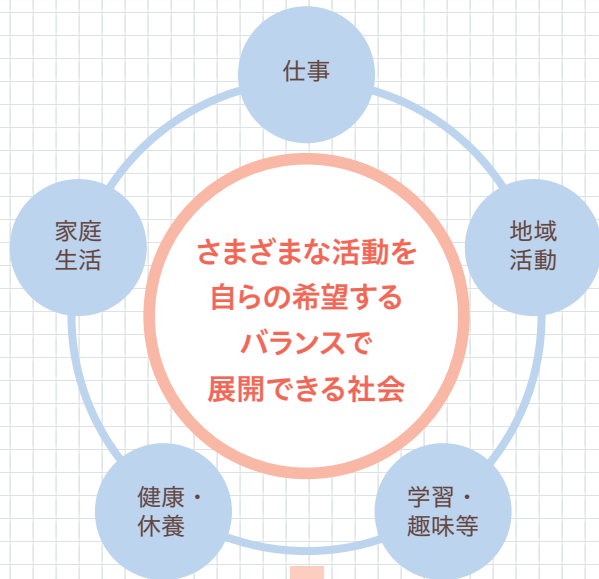 仕事
家庭
生活
地域
活動
さまざまな活動を
自らの希望する
バランスで
展開できる社会
健康・
休養
学習・
趣味等